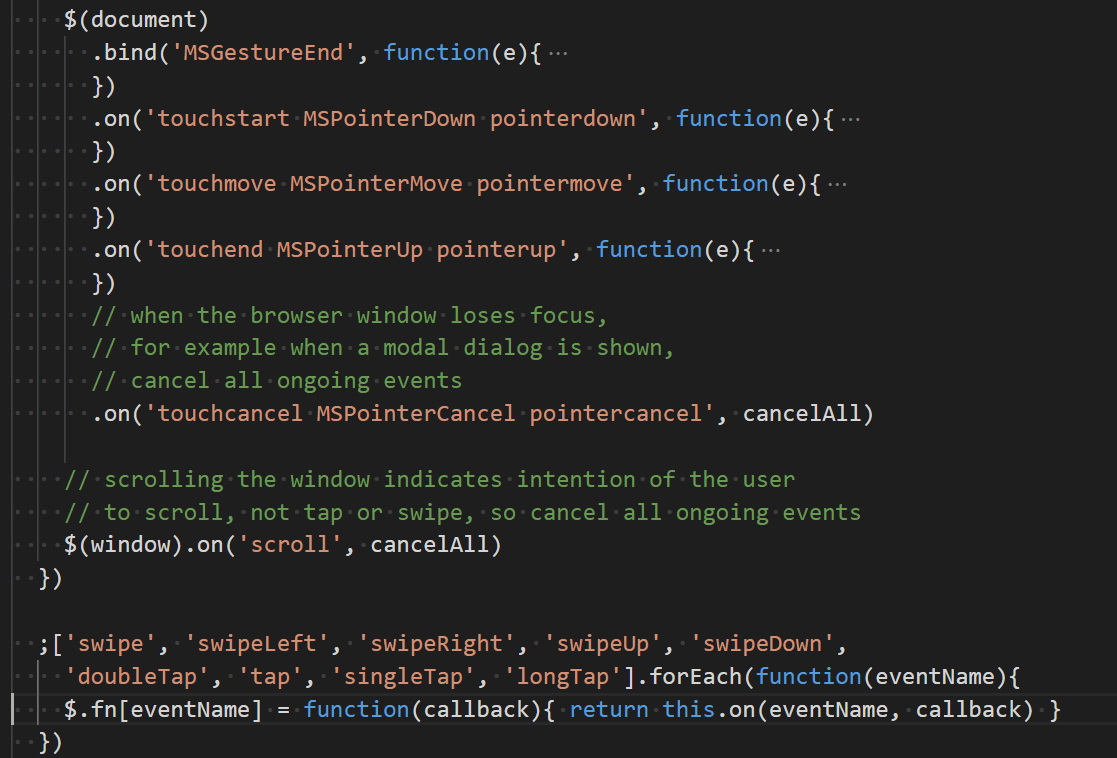 $(document)
.bind('MSGestureEnd', function(e){ ···
})
.on('touchstart MSPointerDown pointerdown', function(e){ ···
})
.on('touchmove MSPointerMove pointermove', function(e){ ···
})
.on('touchend MSPointerUp pointerup', function(e){ ···
})
// when the browser window loses focus,
// for example when a modal dialog is shown,
// cancel all ongoing events
.on('touchcancel MSPointerCancel pointercancel', cancelAll)
// scrolling the window indicates intention of the user
// to scroll, not tap or swipe, so cancel all ongoing events
$(window).on('scroll', cancelAll)
})
;['swipe', 'swipeLeft', 'swipeRight', 'swipeUp', 'swipeDown',
'doubleTap', 'tap', 'singleTap', 'longTap'].forEach(function(eventName){
$.fn[eventName] = function(callback){ return this.on(eventName, callback) }
})